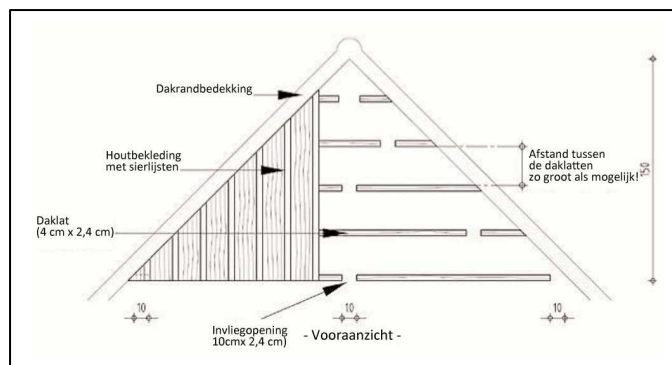 Dakrandbedekking
Houtbekleding
met sierlijsten
Afstand tussen
de daklatten
zo groot als mogelijk!
150
Daklat
(4 cm x 2,4 cm)
10
10
10
Invliegopening
10cmx 2,4 cm)
- Vooraanzicht -